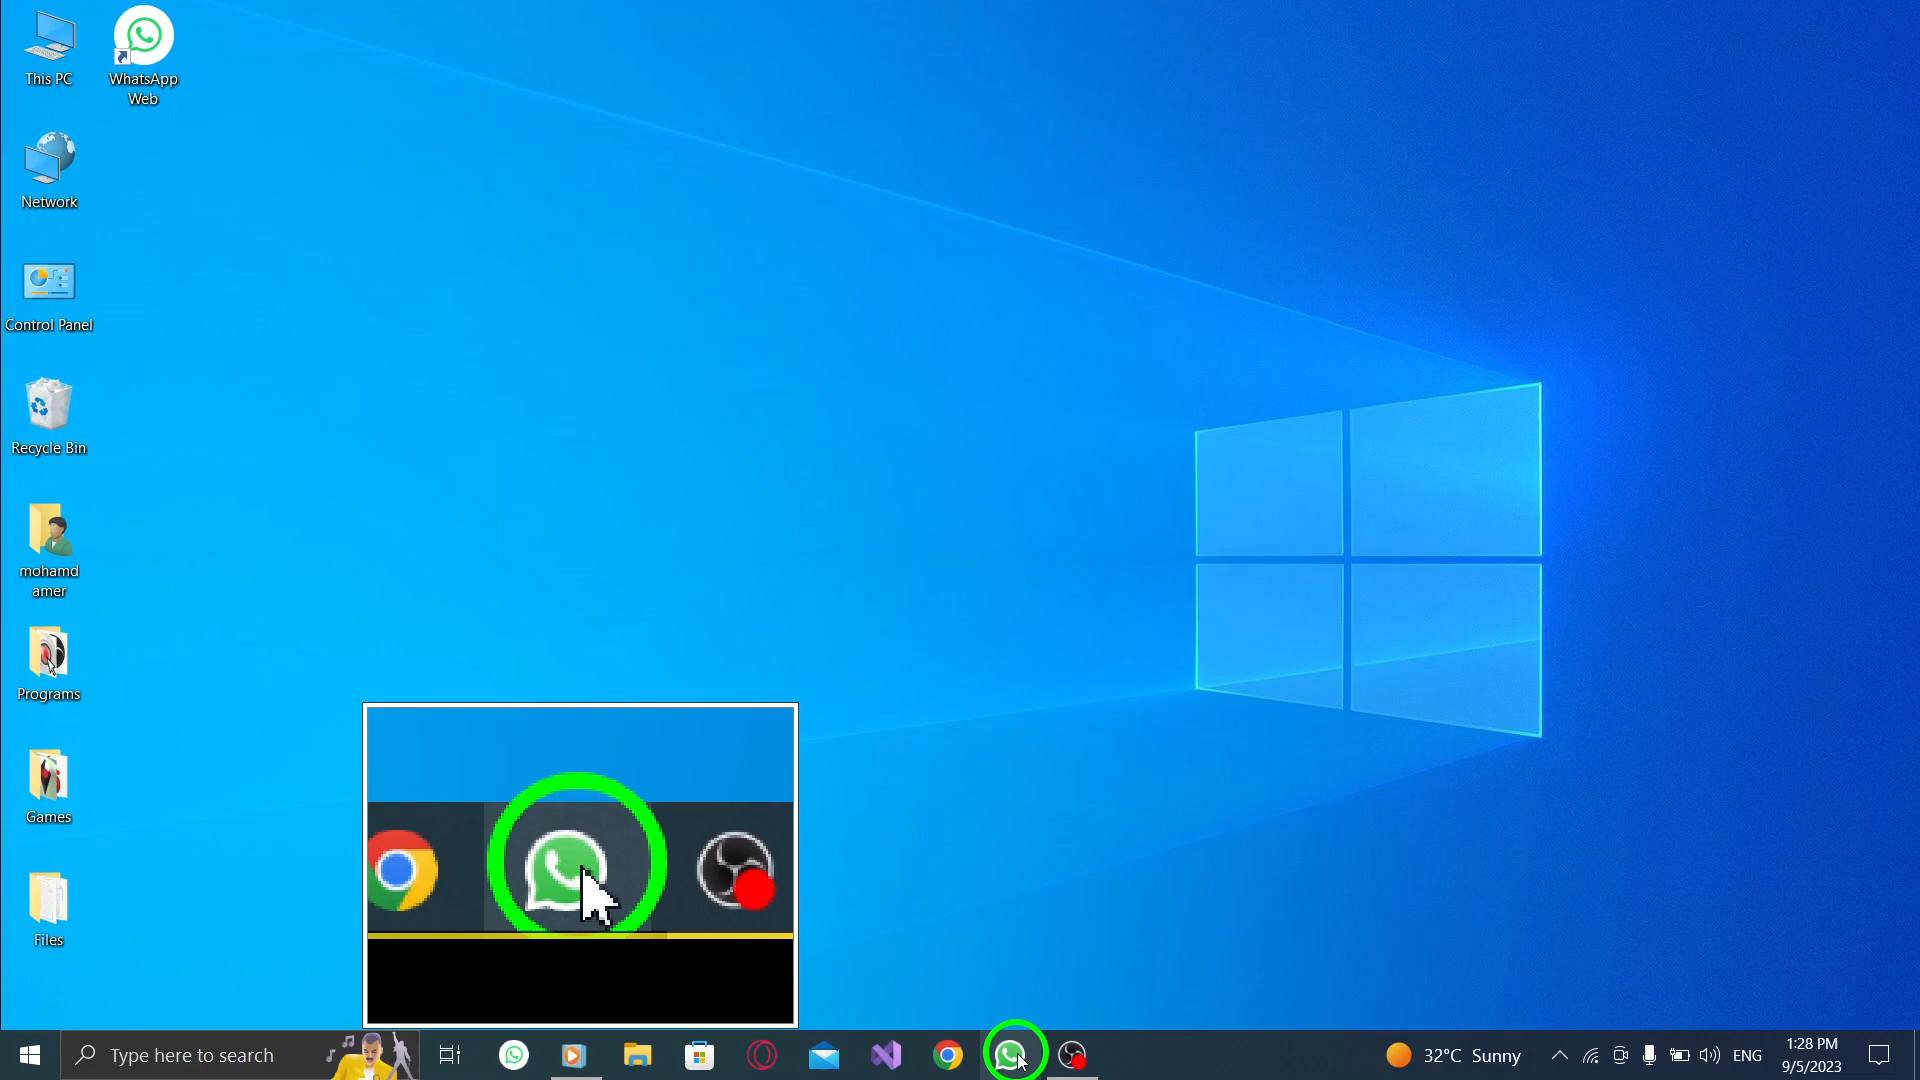 This PC
WhatsApp
Web
Network
Control Panel
Recycle Bin
mohamd
amer
Programs
Games
Files
Type here to search
32°C Sunny
ENG
1:28 PM
9/5/2023